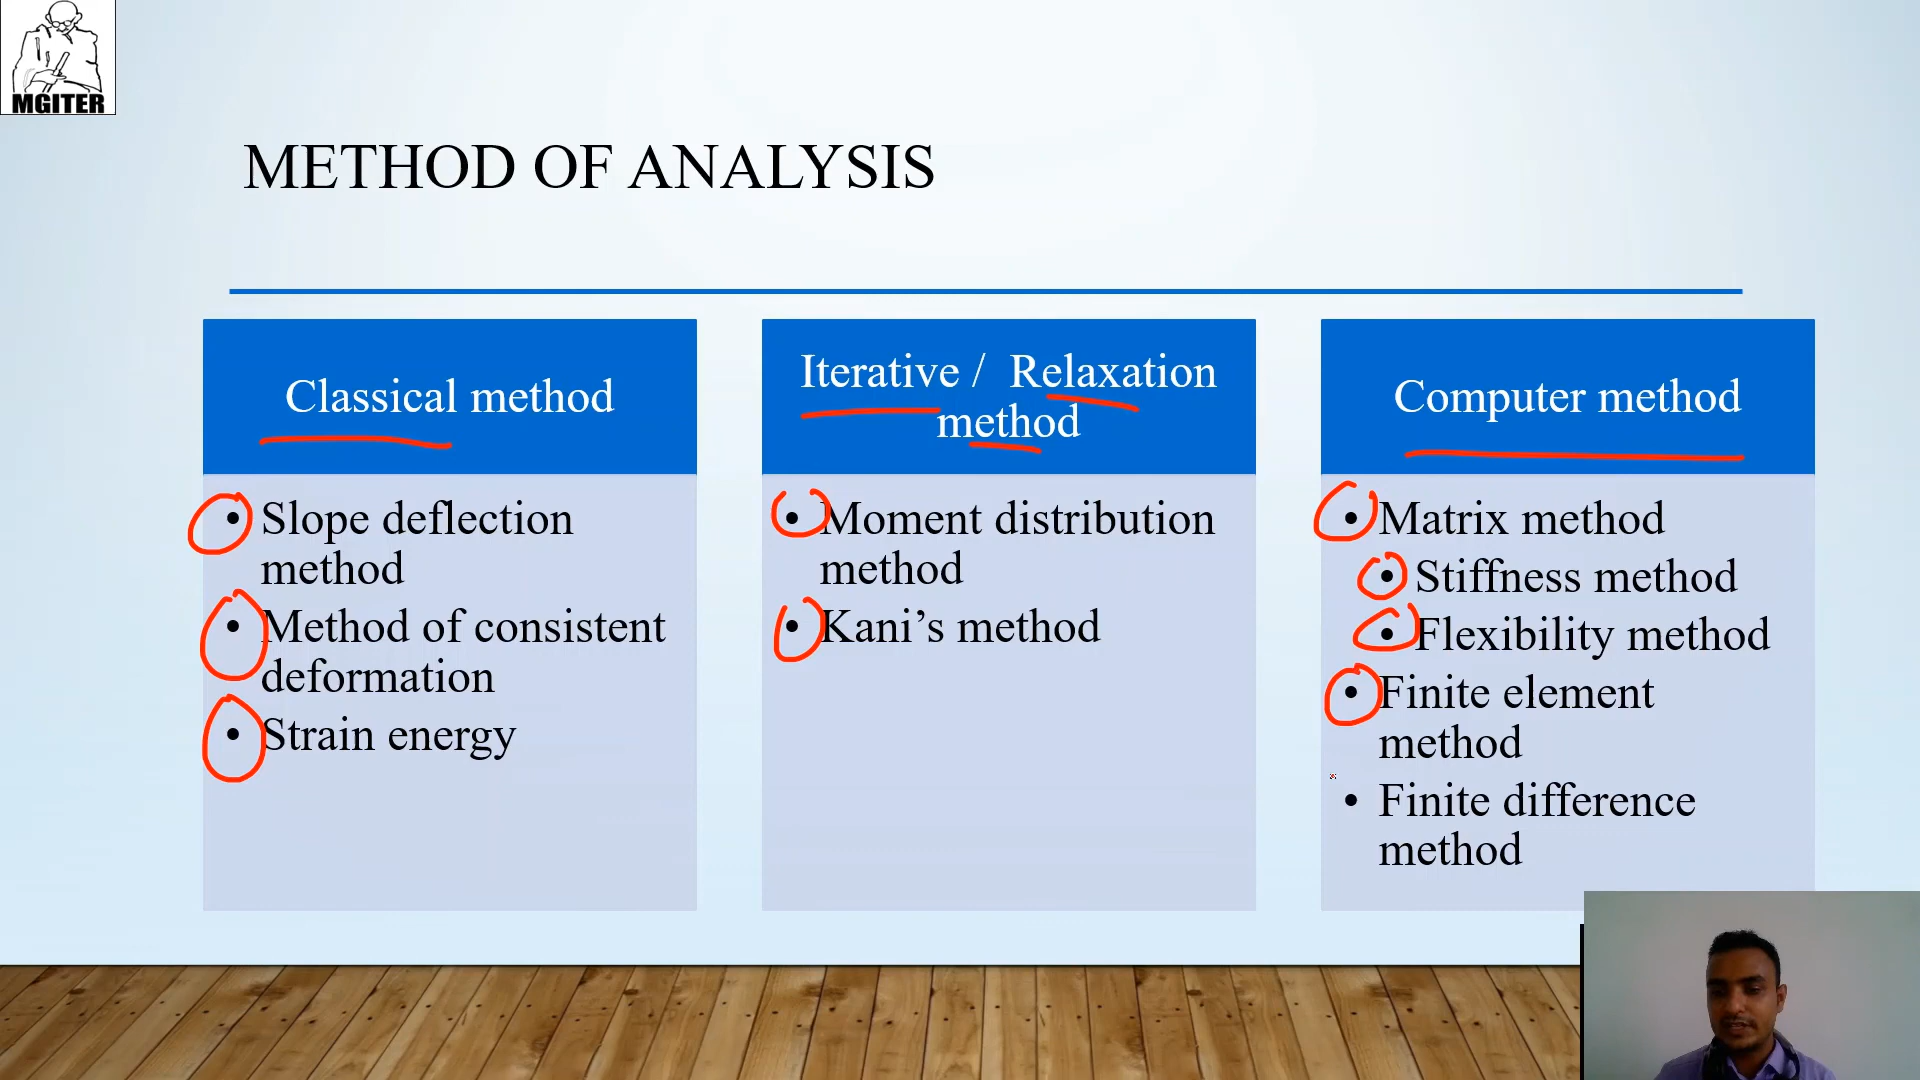 MGITER
METHOD OF ANALYSIS
Classical method
• Slope deflection
method
• Method of consistent
deformation
• Strain energy
Iterative / Relaxation
method
• Moment distribution
method
• Kani’s method
Computer method
• Matrix method
• Stiffness method
• Flexibility method
• Finite element
method
• Finite difference
method